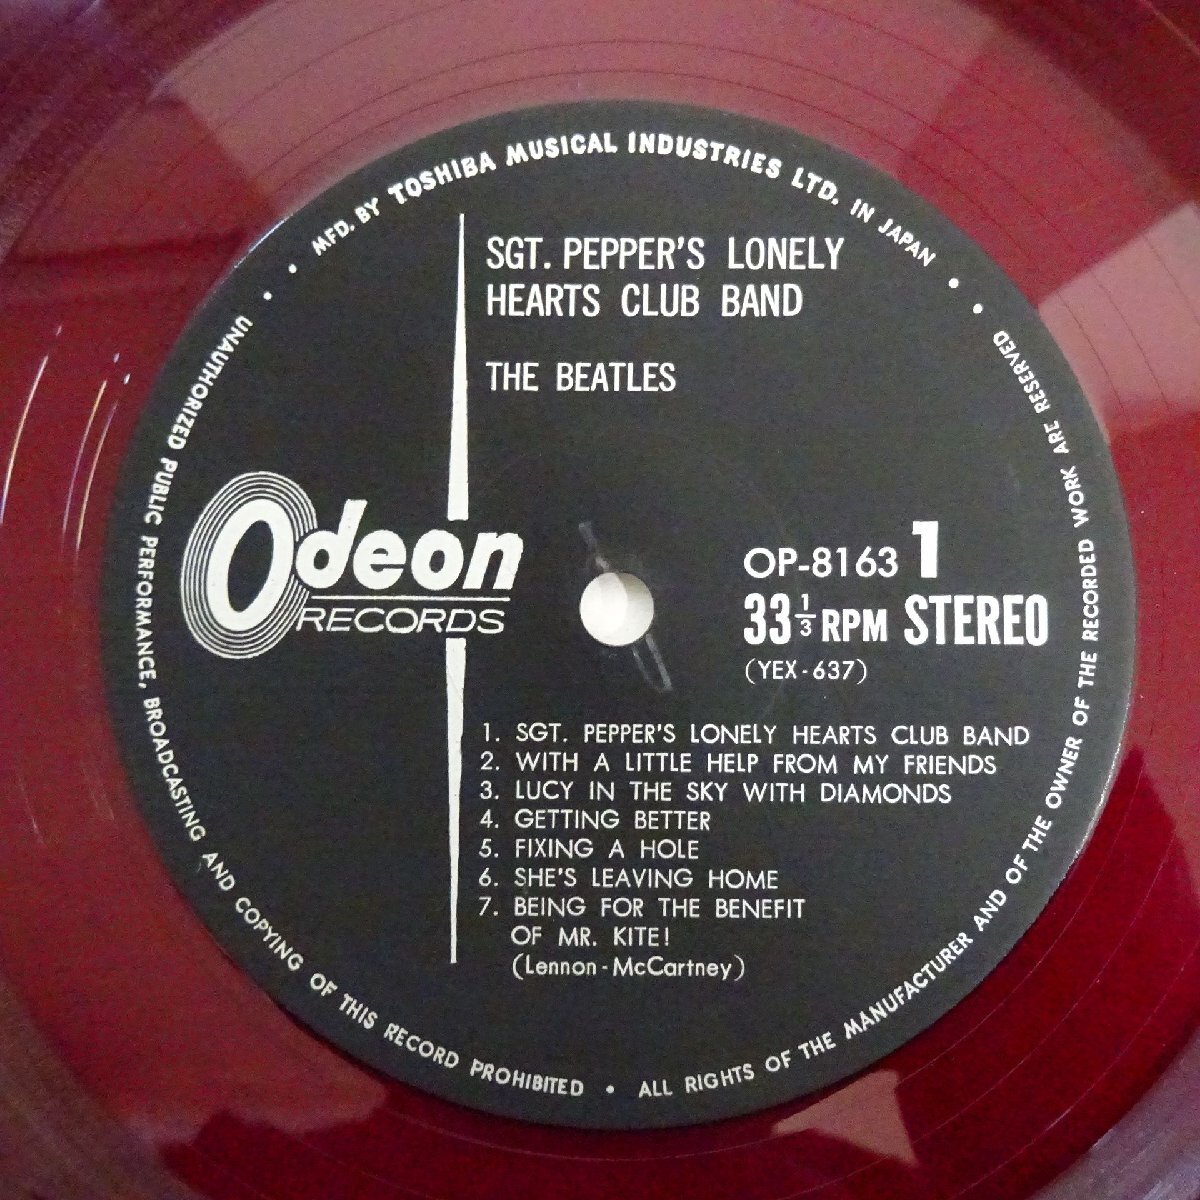 MFD. BY TOSHIBA MUSICAL INDUSTRIES LTD. IN JAPAN
SGT. PEPPER'S LONELY
HEARTS CLUB BAND
THE BEATLES
Odeon
RECORDS
OP-8163 1
33 1/3 RPM STEREO
(YEX-637)
1. SGT. PEPPER'S LONELY HEARTS CLUB BAND
2. WITH A LITTLE HELP FROM MY FRIENDS
3. LUCY IN THE SKY WITH DIAMONDS
4. GETTING BETTER
5. FIXING A HOLE
6. SHE'S LEAVING HOME
7. BEING FOR THE BENEFIT
OF MR. KITE!
(Lennon-McCartney)
UNAUTHORIZED PUBLIC PERFORMANCE, BROADCASTING AND COPYING OF THIS RECORD PROHIBITED
ALL RIGHTS OF THE MANUFACTURER AND OF THE OWNER OF THE RECORDED WORK ARE RESERVED